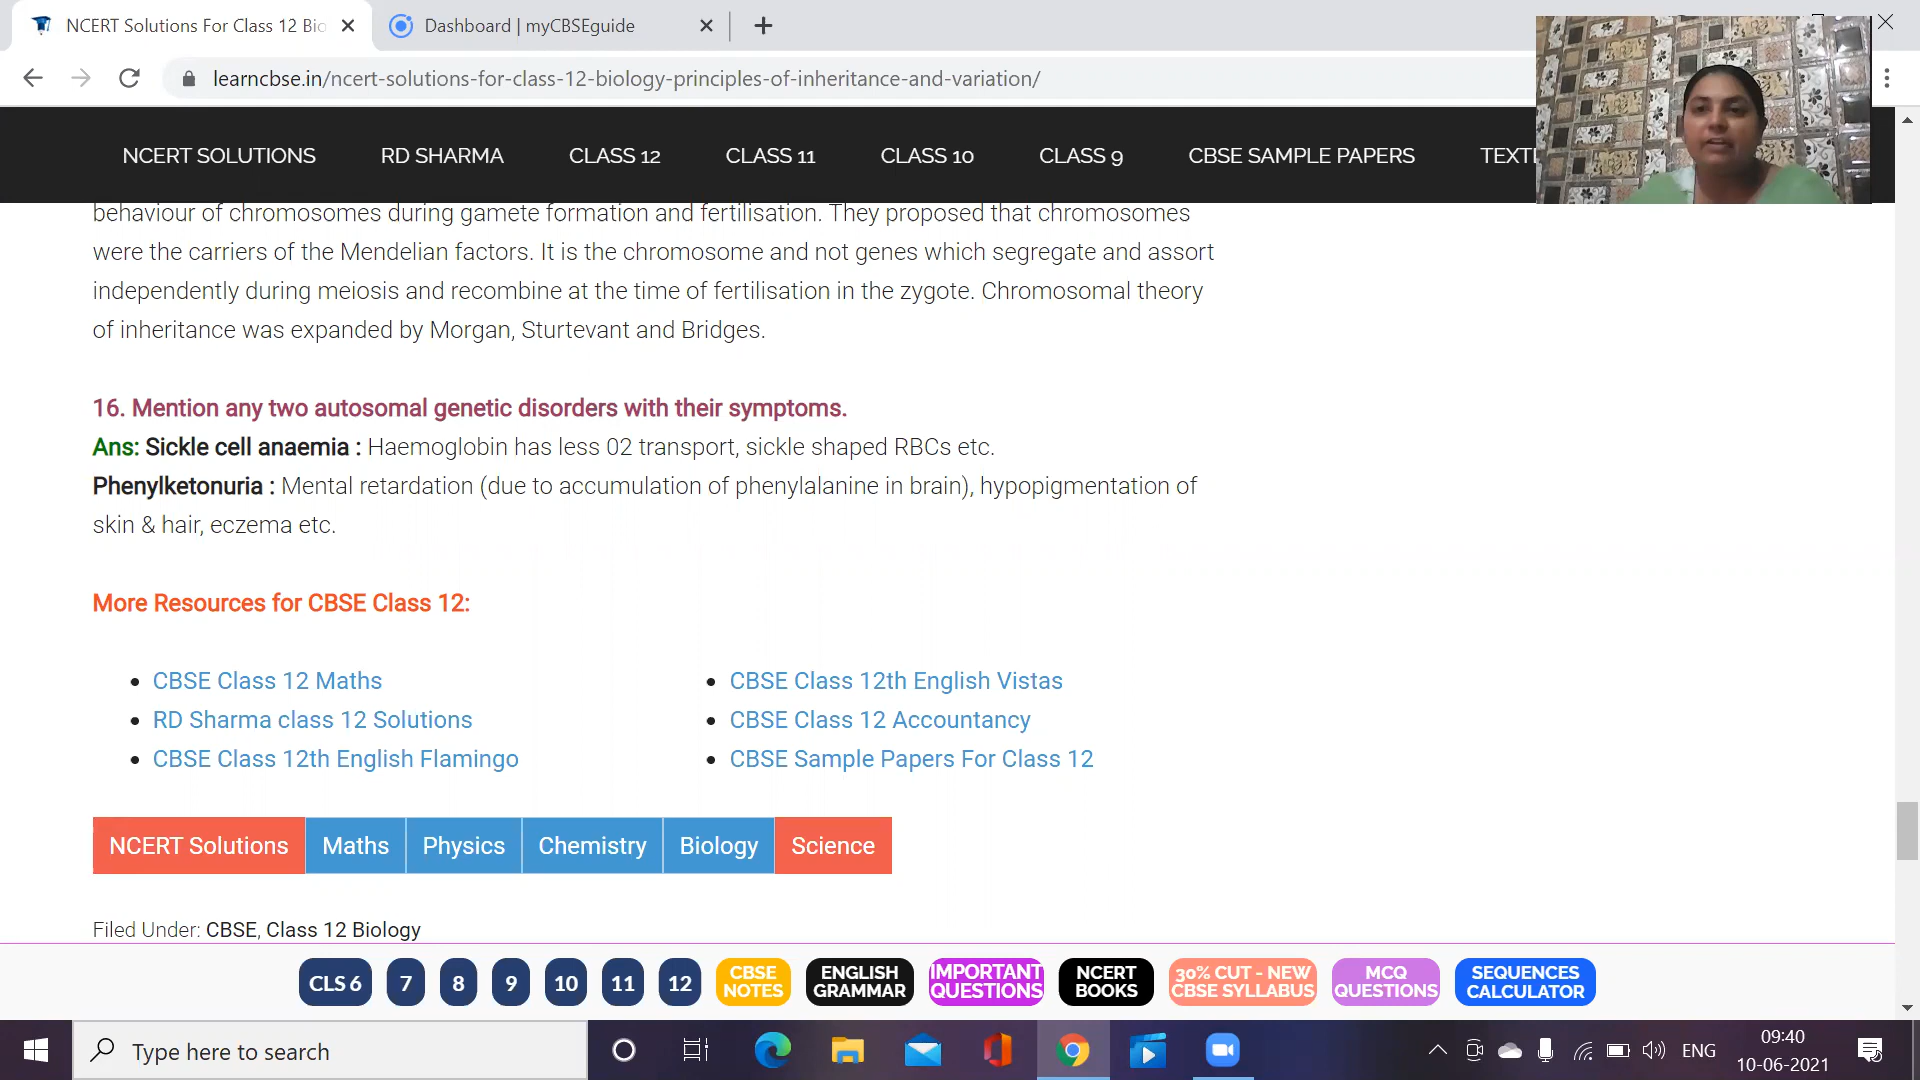 NCERT Solutions For Class 12 Bio
Dashboard | myCBSEguide
learncbse.in/ncert-solutions-for-class-12-biology-principles-of-inheritance-and-variation/
NCERT SOLUTIONS RD SHARMA CLASS 12 CLASS 11 CLASS 10 CLASS 9 CBSE SAMPLE PAPERS TEXT
behaviour of chromosomes during gamete formation and fertilisation. They proposed that chromosomes
were the carriers of the Mendelian factors. It is the chromosome and not genes which segregate and assort
independently during meiosis and recombine at the time of fertilisation in the zygote. Chromosomal theory
of inheritance was expanded by Morgan, Sturtevant and Bridges.
16. Mention any two autosomal genetic disorders with their symptoms.
Ans: Sickle cell anaemia : Haemoglobin has less 02 transport, sickle shaped RBCs etc.
Phenylketonuria : Mental retardation (due to accumulation of phenylalanine in brain), hypopigmentation of
skin & hair, eczema etc.
More Resources for CBSE Class 12:
CBSE Class 12 Maths
RD Sharma class 12 Solutions
CBSE Class 12th English Flamingo
CBSE Class 12th English Vistas
CBSE Class 12 Accountancy
CBSE Sample Papers For Class 12
NCERT Solutions Maths Physics Chemistry Biology Science
Filed Under: CBSE, Class 12 Biology
CLS 6 7 8 9 10 11 12
CBSE
NOTES
ENGLISH
GRAMMAR
IMPORTANT
QUESTIONS
NCERT
BOOKS
30% CUT - NEW
CBSE SYLLABUS
MCQ
QUESTIONS
SEQUENCES
CALCULATOR
Type here to search
ENG
09:40
10-06-2021